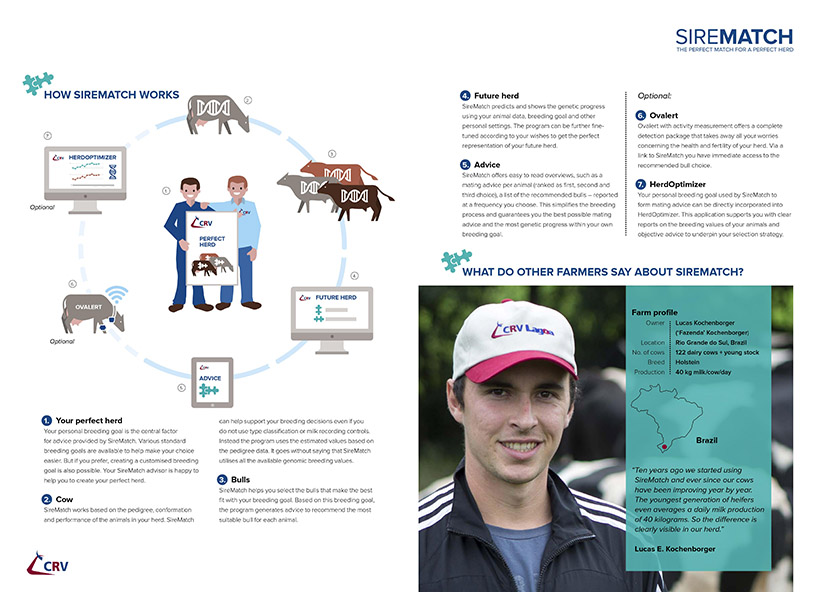 SIREMATCH
THE PERFECT MATCH FOR A PERFECT HERD
HOW SIREMATCH WORKS
2.
7.
CRV HERDOPTIMIZER
Optional
3.
1.
CRV
PERFECT
HERD
4.
CRV FUTURE HERD
OVALERT
Optional
CRV
ADVICE
1. Your perfect herd
Your personal breeding goal is the central factor
for advice provided by SireMatch. Various standard
breeding goals are available to help make your choice
easier. But if you prefer, creating a customised breeding
goal is also possible. Your SireMatch advisor is happy to
help you to create your perfect herd.
2. Cow
SireMatch works based on the pedigree, conformation
and performance of the animals in your herd. SireMatch
can help support your breeding decisions even if you
do not use type classification or milk recording controls.
Instead the program uses the estimated values based on
the pedigree data. It goes without saying that SireMatch
utilises all the available genomic breeding values.
3. Bulls
SireMatch helps you select the bulls that make the best
fit with your breeding goal. Based on this breeding goal,
the program generates advice to recommend the most
suitable bull for each animal.
CRV
4. Future herd
SireMatch predicts and shows the genetic progress
using your animal data, breeding goal and other
personal settings. The program can be further fine-
tuned according to your wishes to get the perfect
representation of your future herd.
5. Advice
SireMatch offers easy to read overviews, such as a
mating advice per animal (ranked as first, second and
third choice), a list of the recommended bulls – reported
at a frequency you choose. This simplifies the breeding
process and guarantees you the best possible mating
advice and the most genetic progress within your own
breeding goal.
Optional:
6. Ovalert
Ovalert with activity measurement offers a complete
detection package that takes away all your worries
concerning the health and fertility of your herd. Via a
link to SireMatch you have immediate access to the
recommended bull choice.
7. HerdOptimizer
Your personal breeding goal used by SireMatch to
form mating advice can be directly incorporated into
HerdOptimizer. This application supports you with clear
reports on the breeding values of your animals and
objective advice to underpin your selection strategy.
WHAT DO OTHER FARMERS SAY ABOUT SIREMATCH?
CRV Lagoa
Farm profile
Owner Lucas Kochenborger
('Fazenda' Kochenborger)
Location Rio Grande do Sul, Brazil
No. of cows 122 dairy cows + young stock
Breed Holstein
Production 40 kg milk/cow/day
Brazil
"Ten years ago we started using
SireMatch and ever since our cows
have been improving year by year.
The youngest generation of heifers
even averages a daily milk production
of 40 kilograms. So the difference is
clearly visible in our herd."
Lucas E. Kochenborger